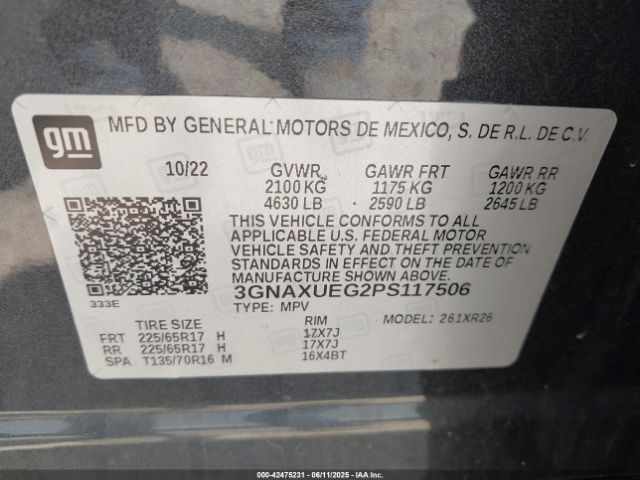 gm
MFD BY GENERAL MOTORS DE MEXICO, S. DE R.L. DE C.V.
10/22 GVWR GAWR FRT GAWR RR
2100 KG 1175 KG 1200 KG
4630 LB 2590 LB 2645 LB
THIS VEHICLE CONFORMS TO ALL
APPLICABLE U.S. FEDERAL MOTOR
VEHICLE SAFETY AND THEFT PREVENTION
STANDARDS IN EFFECT ON THE DATE OF
MANUFACTURE SHOWN ABOVE.
333E 3GNAXUEG2PS117506
TYPE: MPV MODEL: 261XR26
TIRE SIZE RIM
FRT 225/65R17 H 17X7J
RR 225/65R17 H 17X7J
SPA T135/70R16 M 16X4BT
000-42475231 - 06/11/2025 - IAAI, Inc.